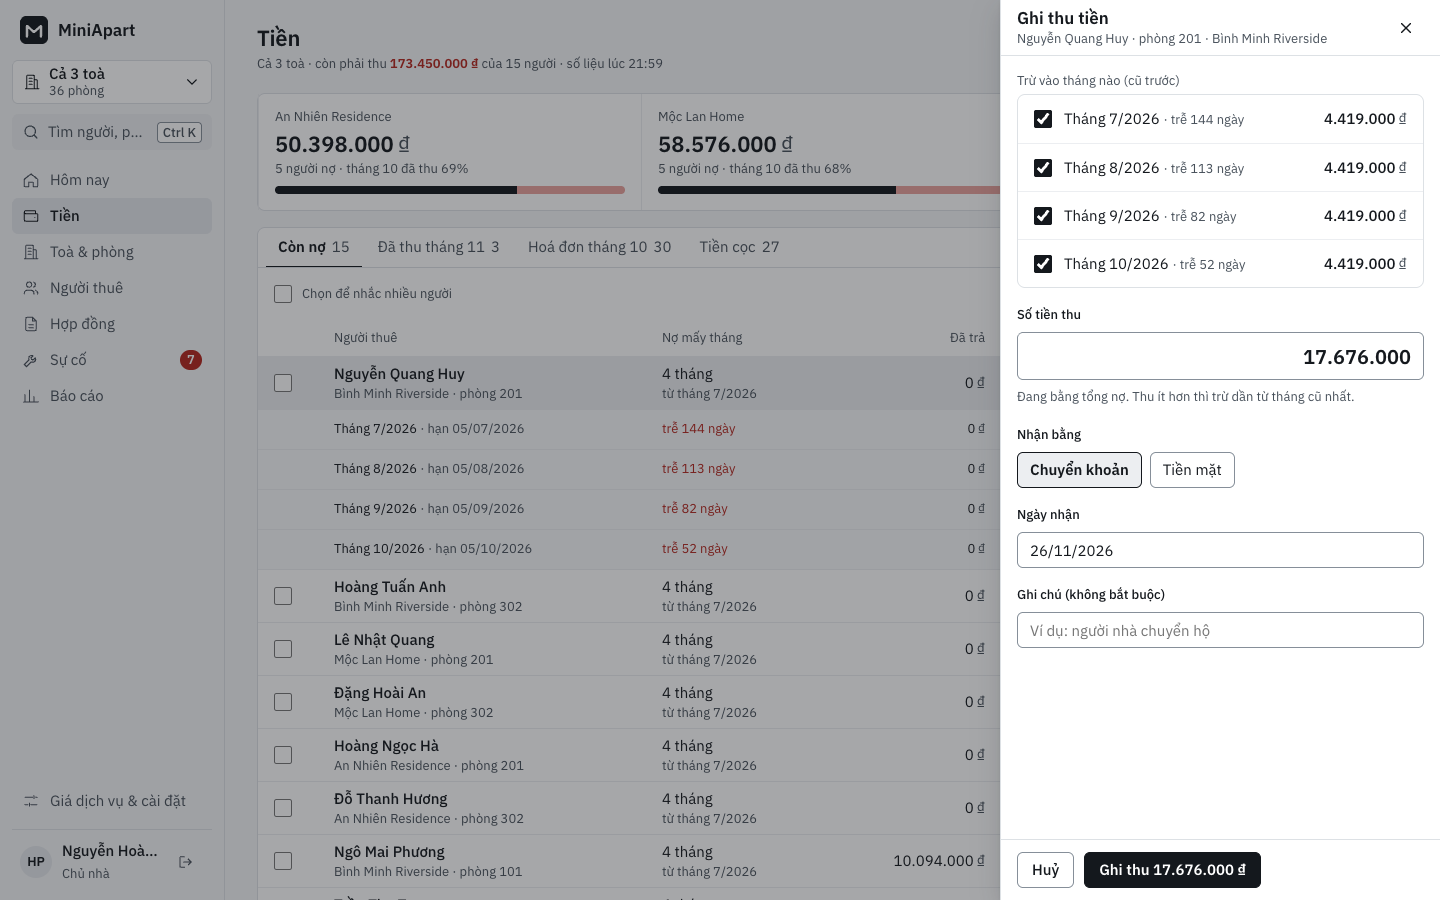 MiniApart
Cả 3 toà
36 phòng
Tìm người, p... Ctrl K
Hôm nay
Tiền
Toà & phòng
Người thuê
Hợp đồng
Sự cố 7
Báo cáo
Giá dịch vụ & cài đặt
HP
Nguyễn Hoà...
Chủ nhà
Tiền
Cả 3 toà · còn phải thu 173.450.000 ₫ của 15 người · số liệu lúc 21:59
An Nhiên Residence
50.398.000 ₫
5 người nợ · tháng 10 đã thu 69%
Mộc Lan Home
58.576.000 ₫
5 người nợ · tháng 10 đã thu 68%
Còn nợ 15 Đã thu tháng 11 3 Hoá đơn tháng 10 30 Tiền cọc 27
Chọn để nhắc nhiều người
Người thuê Nợ mấy tháng Đã trả
Nguyễn Quang Huy 4 tháng 0 ₫
Bình Minh Riverside · phòng 201 từ tháng 7/2026
Tháng 7/2026 · hạn 05/07/2026 trễ 144 ngày 0 ₫
Tháng 8/2026 · hạn 05/08/2026 trễ 113 ngày 0 ₫
Tháng 9/2026 · hạn 05/09/2026 trễ 82 ngày 0 ₫
Tháng 10/2026 · hạn 05/10/2026 trễ 52 ngày 0 ₫
Hoàng Tuấn Anh 4 tháng 0 ₫
Bình Minh Riverside · phòng 302 từ tháng 7/2026
Lê Nhật Quang 4 tháng 0 ₫
Mộc Lan Home · phòng 201 từ tháng 7/2026
Đặng Hoài An 4 tháng 0 ₫
Mộc Lan Home · phòng 302 từ tháng 7/2026
Hoàng Ngọc Hà 4 tháng 0 ₫
An Nhiên Residence · phòng 201 từ tháng 7/2026
Đỗ Thanh Hương 4 tháng 0 ₫
An Nhiên Residence · phòng 302 từ tháng 7/2026
Ngô Mai Phương 4 tháng 10.094.000 ₫
Bình Minh Riverside · phòng 101 từ tháng 7/2026
Ghi thu tiền
Nguyễn Quang Huy · phòng 201 · Bình Minh Riverside
Trừ vào tháng nào (cũ trước)
Tháng 7/2026 · trễ 144 ngày 4.419.000 ₫
Tháng 8/2026 · trễ 113 ngày 4.419.000 ₫
Tháng 9/2026 · trễ 82 ngày 4.419.000 ₫
Tháng 10/2026 · trễ 52 ngày 4.419.000 ₫
Số tiền thu
17.676.000
Đang bằng tổng nợ. Thu ít hơn thì trừ dần từ tháng cũ nhất.
Nhận bằng
Chuyển khoản Tiền mặt
Ngày nhận
26/11/2026
Ghi chú (không bắt buộc)
Ví dụ: người nhà chuyển hộ
Huỷ Ghi thu 17.676.000 ₫